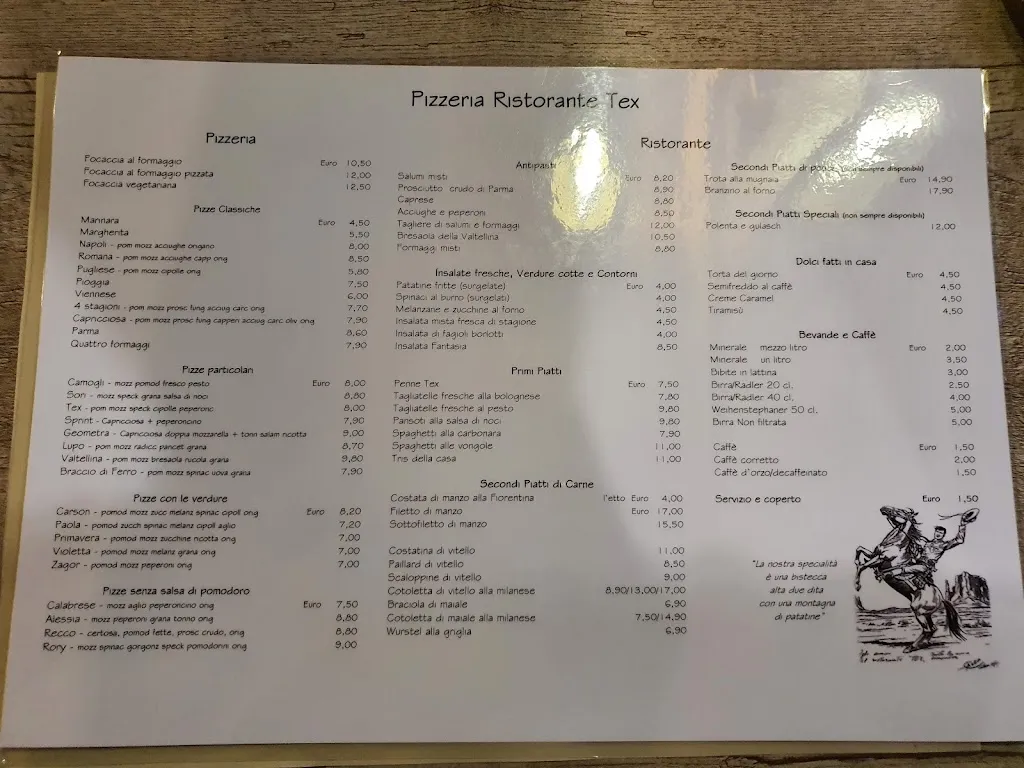 Pizzeria Ristorante Tex
Pizzeria
Focaccia al formaggio Euro 10,50
Focaccia al formaggio pizzata 12,00
Focaccia vegetariana 12,50
Pizze Classiche
Marinara Euro 4,50
Margherita 5,50
Napoli - pom mozz acciughe origano 8,00
Romana - pom mozz acciughe capp orig 8,50
Pugliese - pom mozz cipolle orig 5,80
Pioggia 7,50
Viennese 6,00
4 stagioni - pom mozz prosc fung acciug carc orig 7,70
Capricciosa - pom mozz prosc fung capperi acciug carc oliv orig 7,90
Parma 8,60
Quattro formaggi 7,90
Pizze particolari
Camogli - mozz pomod fresco pesto Euro 8,00
Sori - mozz speck grana salsa di noci 8,80
Tex - pom mozz speck cipolle peperonc 8,00
Sprint - Capricciosa + peperoncino 7,90
Geometra - Capricciosa doppia mozzarella + tonn salam ricotta 9,00
Lupo - pom mozz radicc pancet grana 8,70
Valtellina - pom mozz bresaola rucola grana 9,80
Braccio di Ferro - pom mozz spinac uova grana 7,90
Pizze con le verdure
Carson - pomod mozz zucc melanz spinac cipoll orig Euro 8,20
Paola - pomod zucch spinac melanz cipoll aglio 7,20
Primavera - pomod mozz zucchine ricotta orig 7,00
Violetta - pomod mozz melanz grana orig 7,00
Zagor - pomod mozz peperoni orig 7,00
Pizze senza salsa di pomodoro
Calabrese - mozz aglio peperoncino orig Euro 7,50
Alessia - mozz peperoni grana tonno orig 8,80
Recco - certosa, pomod fette, prosc crudo, orig 8,80
Rory - mozz spinac gorgonz speck pomodorini orig 9,00
Ristorante
Antipasti
Salumi misti Euro 8,20
Prosciutto crudo di Parma 8,90
Caprese 8,80
Acciughe e peperoni 8,50
Tagliere di salumi e formaggi 12,00
Bresaola della Valtellina 10,50
Formaggi misti 8,80
Insalate fresche, Verdure cotte e Contorni
Patatine fritte (surgelate) Euro 4,00
Spinaci al burro (surgelati) 4,00
Melanzane e zucchine al forno 4,50
Insalata mista fresca di stagione 4,50
Insalata di fagioli borlotti 4,00
Insalata Fantasia 8,50
Primi Piatti
Penne Tex Euro 7,50
Tagliatelle fresche alla bolognese 7,80
Tagliatelle fresche al pesto 9,80
Pansoti alla salsa di noci 9,80
Spaghetti alla carbonara 7,90
Spaghetti alle vongole 11,00
Tris della casa 11,00
Secondi Piatti di Carne
Costata di manzo alla Fiorentina l'etto Euro 4,00
Filetto di manzo Euro 17,00
Sottofiletto di manzo 15,50
Costatina di vitello 11,00
Paillard di vitello 8,50
Scaloppine di vitello 9,00
Cotoletta di vitello alla milanese 8,90/13,00/17,00
Braciola di maiale 6,90
Cotoletta di maiale alla milanese 7,50/14,90
Wurstel alla griglia 6,90
Secondi Piatti di pesce (non sempre disponibili)
Trota alla mugnaia Euro 14,90
Branzino al forno 17,90
Secondi Piatti Speciali (non sempre disponibili)
Polenta e gulasch 12,00
Dolci fatti in casa
Torta del giorno Euro 4,50
Semifreddo al caffè 4,50
Creme Caramel 4,50
Tiramisù 4,50
Bevande e Caffè
Minerale mezzo litro Euro 2,00
Minerale un litro 3,50
Bibite in lattina 3,00
Birra/Radler 20 cl. 2.50
Birra/Radler 40 cl. 4,00
Weihenstephaner 50 cl. 5,00
Birra Non filtrata 5,00
Caffè Euro 1,50
Caffè corretto 2,00
Caffè d'orzo/decaffeinato 1,50
Servizio e coperto Euro 1,50
"La nostra specialità
è una bistecca
alta due dita
con una montagna
di patatine"